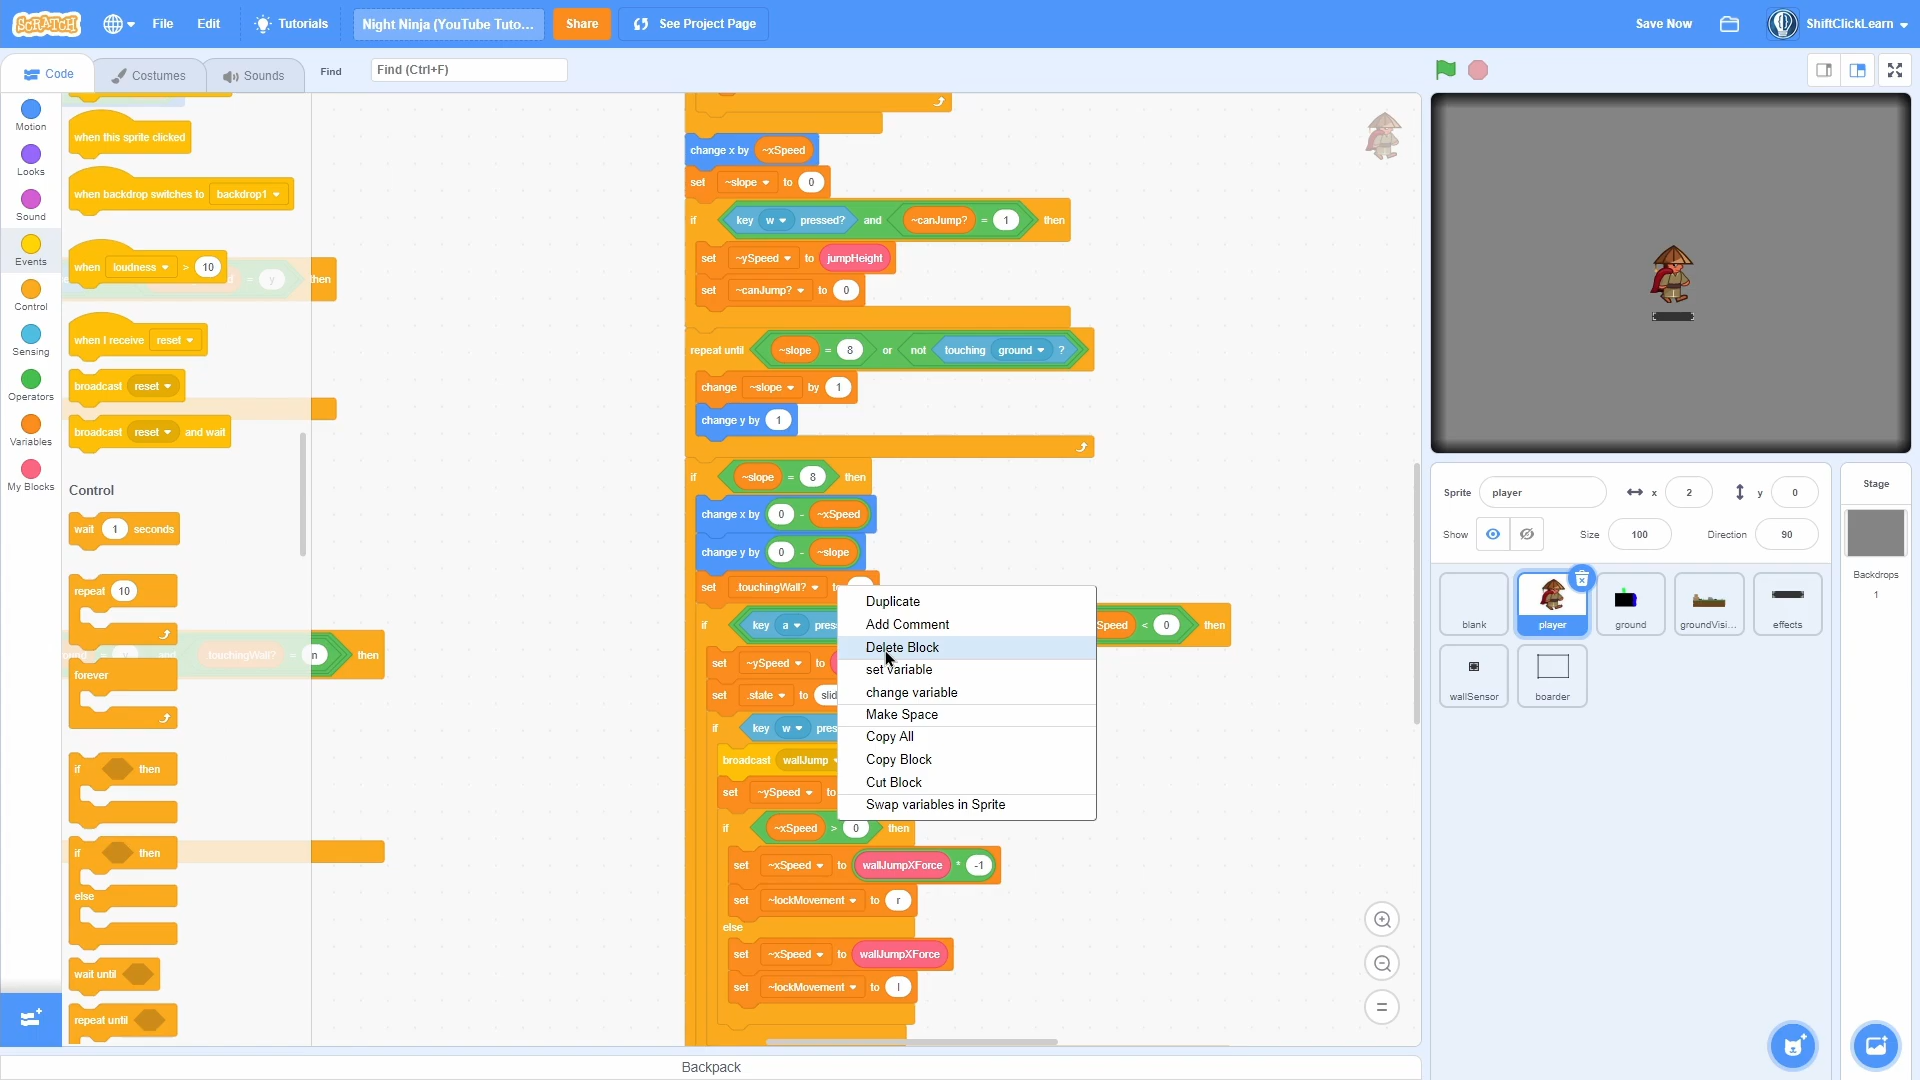 SCRATCH
File
Edit
Tutorials
Night Ninja (YouTube Tuto...
Share
See Project Page
Save Now
ShiftClickLearn
Code
Costumes
Sounds
Find
Find (Ctrl+F)
Motion
Looks
Sound
Events
Control
Sensing
Operators
Variables
My Blocks
when this sprite clicked
when backdrop switches to backdrop1
when loudness > 10
= y then
when I receive reset
broadcast reset
broadcast reset and wait
Control
wait 1 seconds
repeat 10
touchingWall? = n then
forever
if then
if then
else
wait until
repeat until
change x by ~xSpeed
set ~slope to 0
if key w pressed? and ~canJump? = 1 then
set ~ySpeed to jumpHeight
set ~canJump? to 0
repeat until ~slope = 8 or not touching ground ?
change ~slope by 1
change y by 1
if ~slope = 8 then
change x by 0 - ~xSpeed
change y by 0 - ~slope
set .touchingWall? to
if key a pres Speed < 0 then
set ~ySpeed to
set .state to slid
if key w pres
broadcast wallJump
set ~ySpeed to
if ~xSpeed > 0 then
set ~xSpeed to wallJumpXForce * -1
set ~lockMovement to r
else
set ~xSpeed to wallJumpXForce
set ~lockMovement to l
Duplicate
Add Comment
Delete Block
set variable
change variable
Make Space
Copy All
Copy Block
Cut Block
Swap variables in Sprite
Backpack
Sprite player x 2 y 0
Show Size 100 Direction 90
blank
player
ground
groundVisi...
effects
wallSensor
boarder
Stage
Backdrops
1